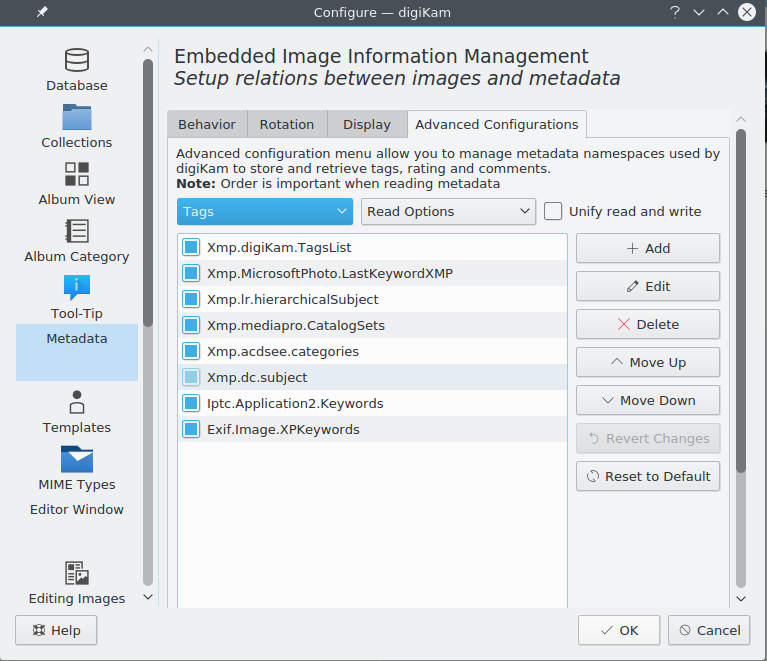 Configure — digiKam
?
Database
Collections
Album View
Album Category
Tool-Tip
Metadata
Templates
MIME Types
Editor Window
Editing Images
Embedded Image Information Management
Setup relations between images and metadata
Behavior
Rotation
Display
Advanced Configurations
Advanced configuration menu allow you to manage metadata namespaces used by
digiKam to store and retrieve tags, rating and comments.
Note: Order is important when reading metadata
Tags
Read Options
Unify read and write
Xmp.digiKam.TagsList
Xmp.MicrosoftPhoto.LastKeywordXMP
Xmp.lr.hierarchicalSubject
Xmp.mediapro.CatalogSets
Xmp.acdsee.categories
Xmp.dc.subject
Iptc.Application2.Keywords
Exif.Image.XPKeywords
Add
Edit
Delete
Move Up
Move Down
Revert Changes
Reset to Default
Help
OK
Cancel